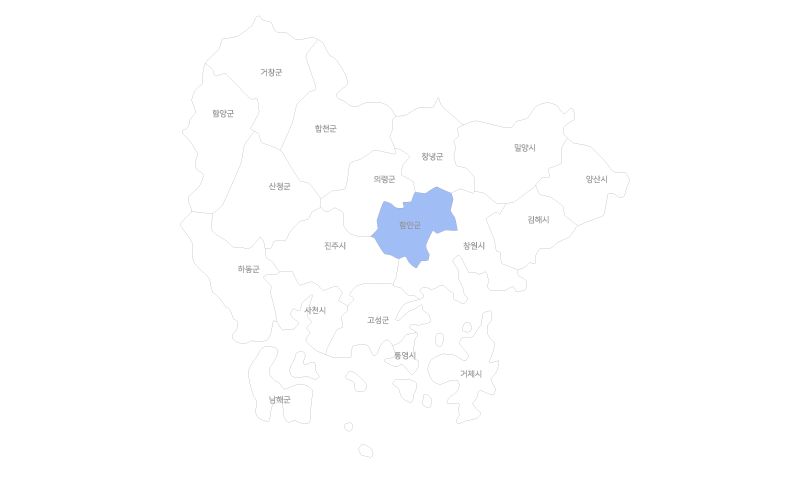 거창군
함양군
합천군
창녕군
밀양시
의령군
양산시
산청군
김해시
함안군
진주시
창원시
하동군
사천시
고성군
통영시
거제시
남해군